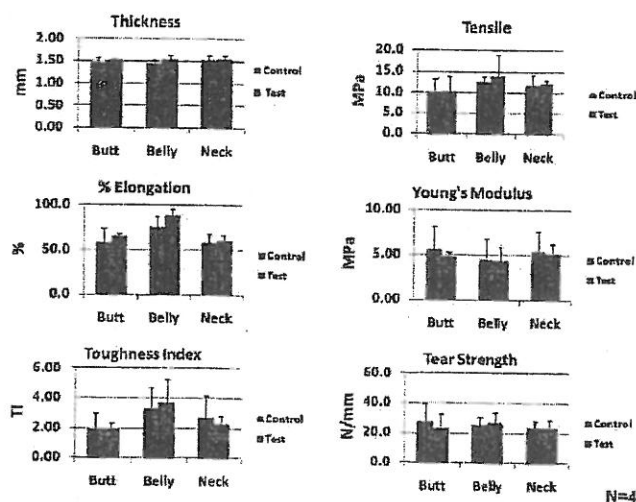 Thickness
2.00
1.50
1.00
0.50
0.00
mm
Butt Belly Neck
Control
Test
Tensile
20.0
15.0
10.0
5.0
0.0
MPa
Butt Belly Neck
Control
Test
% Elongation
100.0
50.0
0.0
%
Butt Belly Neck
Control
Test
Young's Modulus
10.00
5.00
0.00
MPa
Butt Belly Neck
Control
Test
Toughness Index
6.00
4.00
2.00
0.00
TI
Butt Belly Neck
Control
Test
Tear Strength
60.0
40.0
20.0
0.0
N/mm
Butt Belly Neck
Control
Test
N=4